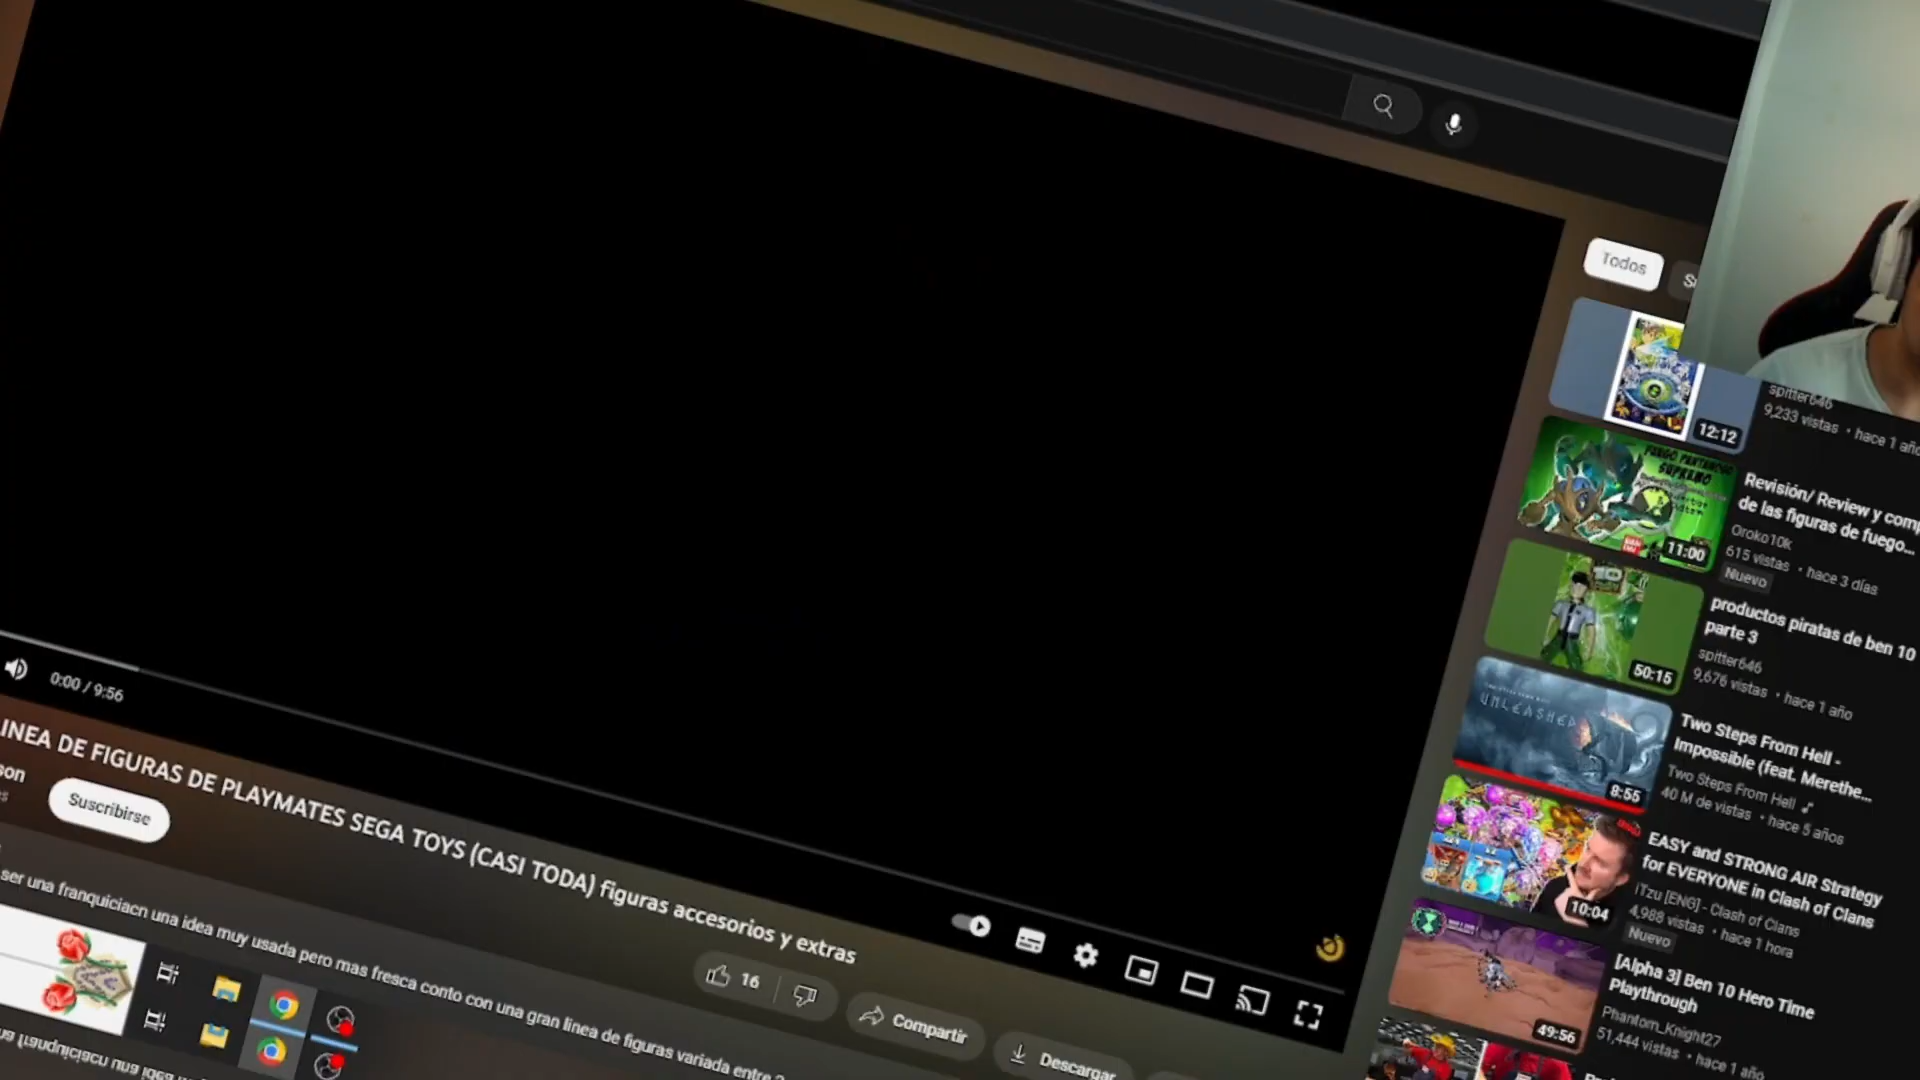 Todos
12:12
spitter646
9,233 vistas • hace 1 año
FUEGO PANTANOSO
SUPREMO
11:00
Revisión/ Review y comp
de las figuras de fuego...
Oroko10k
615 vistas • hace 3 días
Nuevo
50:15
productos piratas de ben 10
parte 3
spitter646
9,676 vistas • hace 1 año
UNLEASHED
8:55
Two Steps From Hell -
Impossible (feat. Merethe...
Two Steps From Hell
40 M de vistas • hace 5 años
10:04
EASY and STRONG AIR Strategy
for EVERYONE in Clash of Clans
iTzu [ENG] - Clash of Clans
4,988 vistas • hace 1 hora
Nuevo
49:56
[Alpha 3] Ben 10 Hero Time
Playthrough
Phantom_Knight27
51,444 vistas • hace 1 año
0:00 / 9:56
INEA DE FIGURAS DE PLAYMATES SEGA TOYS (CASI TODA) figuras accesorios y extras
son
Suscribirse
16
Compartir
Descargar
ser una franquiciacn una idea muy usada pero mas fresca conto con una gran linea de figuras variada entre